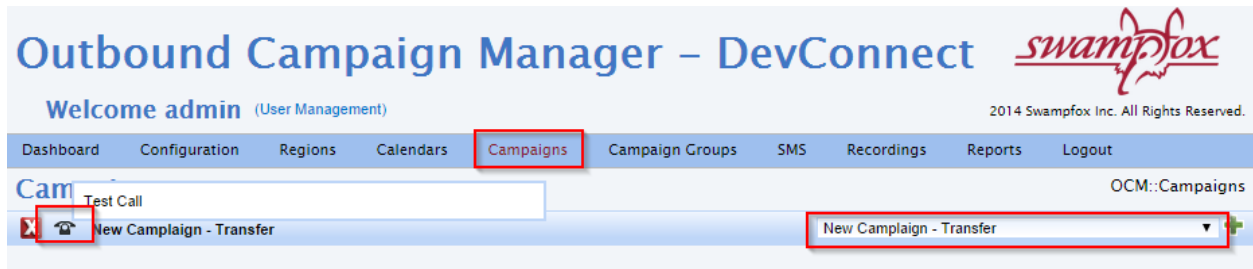 Outbound Campaign Manager – DevConnect
swampfox
Welcome admin (User Management)
2014 Swampfox Inc. All Rights Reserved.
Dashboard Configuration Regions Calendars Campaigns Campaign Groups SMS Recordings Reports Logout
OCM::Campaigns
Test Call
New Camplaign - Transfer New Camplaign - Transfer